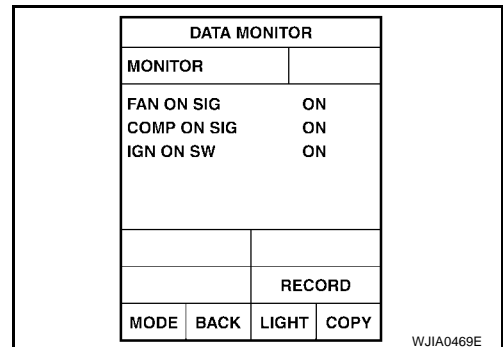 DATA MONITOR
MONITOR
FAN ON SIG ON
COMP ON SIG ON
IGN ON SW ON
RECORD
MODE BACK LIGHT COPY
WJIA0469E